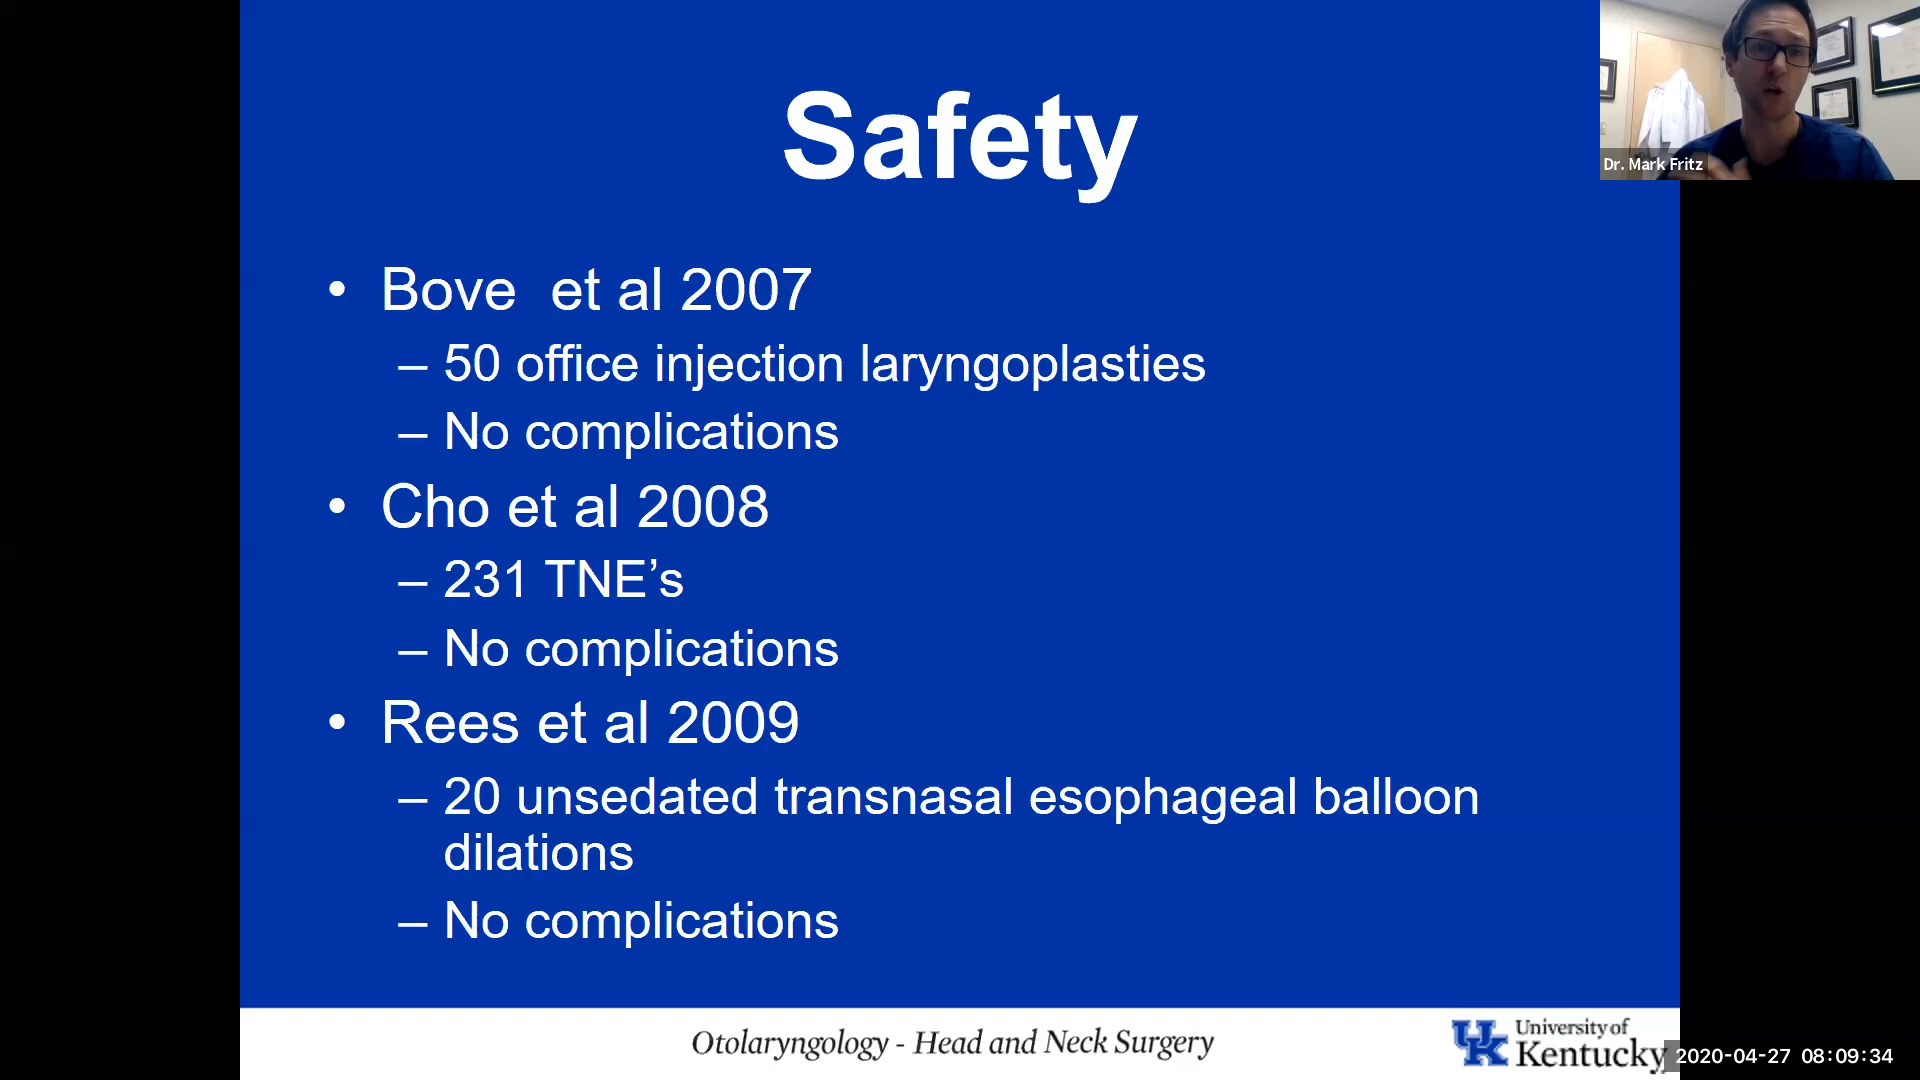 Safety
Dr. Mark Fritz
• Bove  et al 2007
– 50 office injection laryngoplasties
– No complications
• Cho et al 2008
– 231 TNE’s
– No complications
• Rees et al 2009
– 20 unsedated transnasal esophageal balloon
dilations
– No complications
Otolaryngology - Head and Neck Surgery
UK
University of
Kentucky
2020-04-27 08:09:34